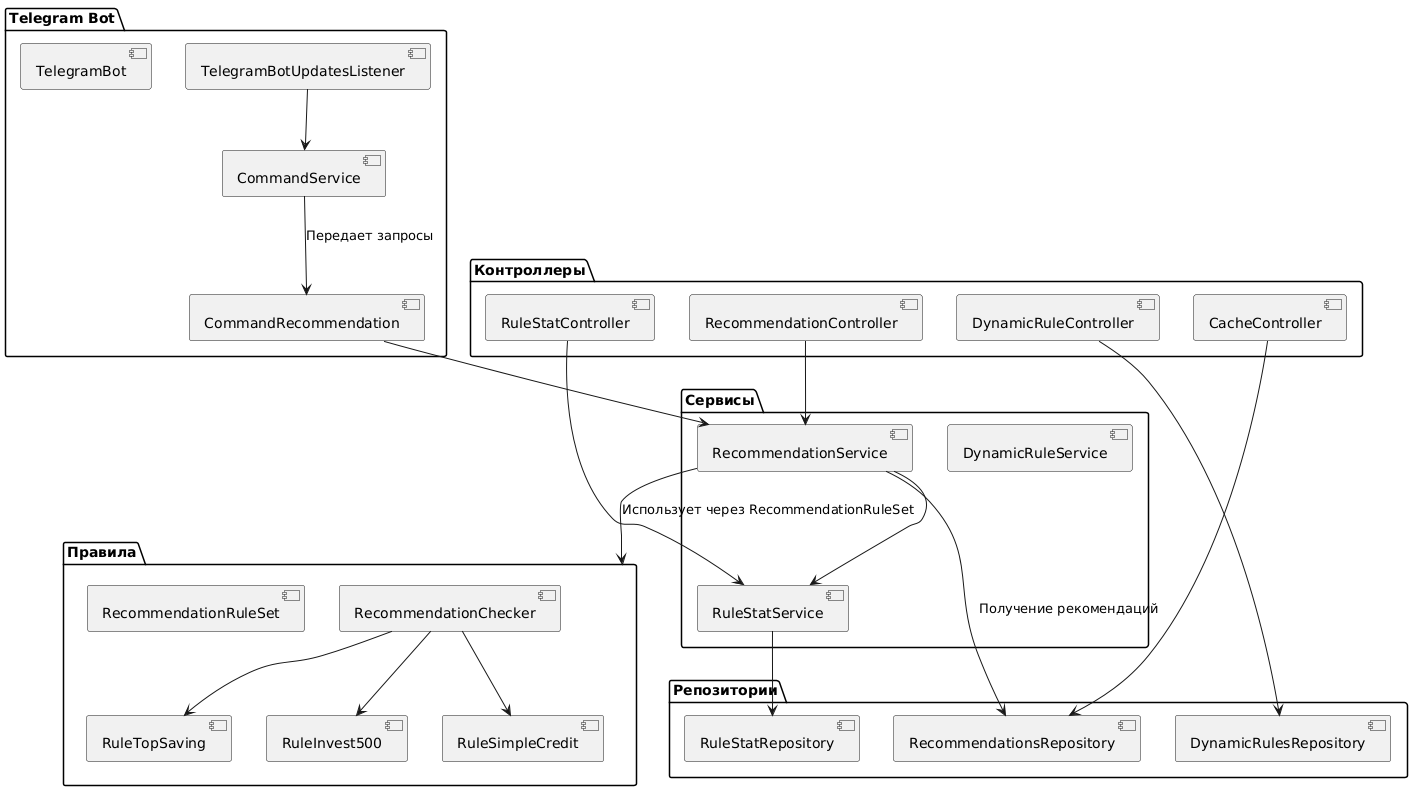 Telegram Bot
TelegramBot
TelegramBotUpdatesListener
CommandService
Передает запросы
CommandRecommendation
Контроллеры
RuleStatController
RecommendationController
DynamicRuleController
CacheController
Сервисы
RecommendationService
DynamicRuleService
Использует через RecommendationRuleSet
RuleStatService
Получение рекомендаций
Правила
RecommendationRuleSet
RecommendationChecker
RuleTopSaving
RuleInvest500
RuleSimpleCredit
Репозитории
RuleStatRepository
RecommendationsRepository
DynamicRulesRepository